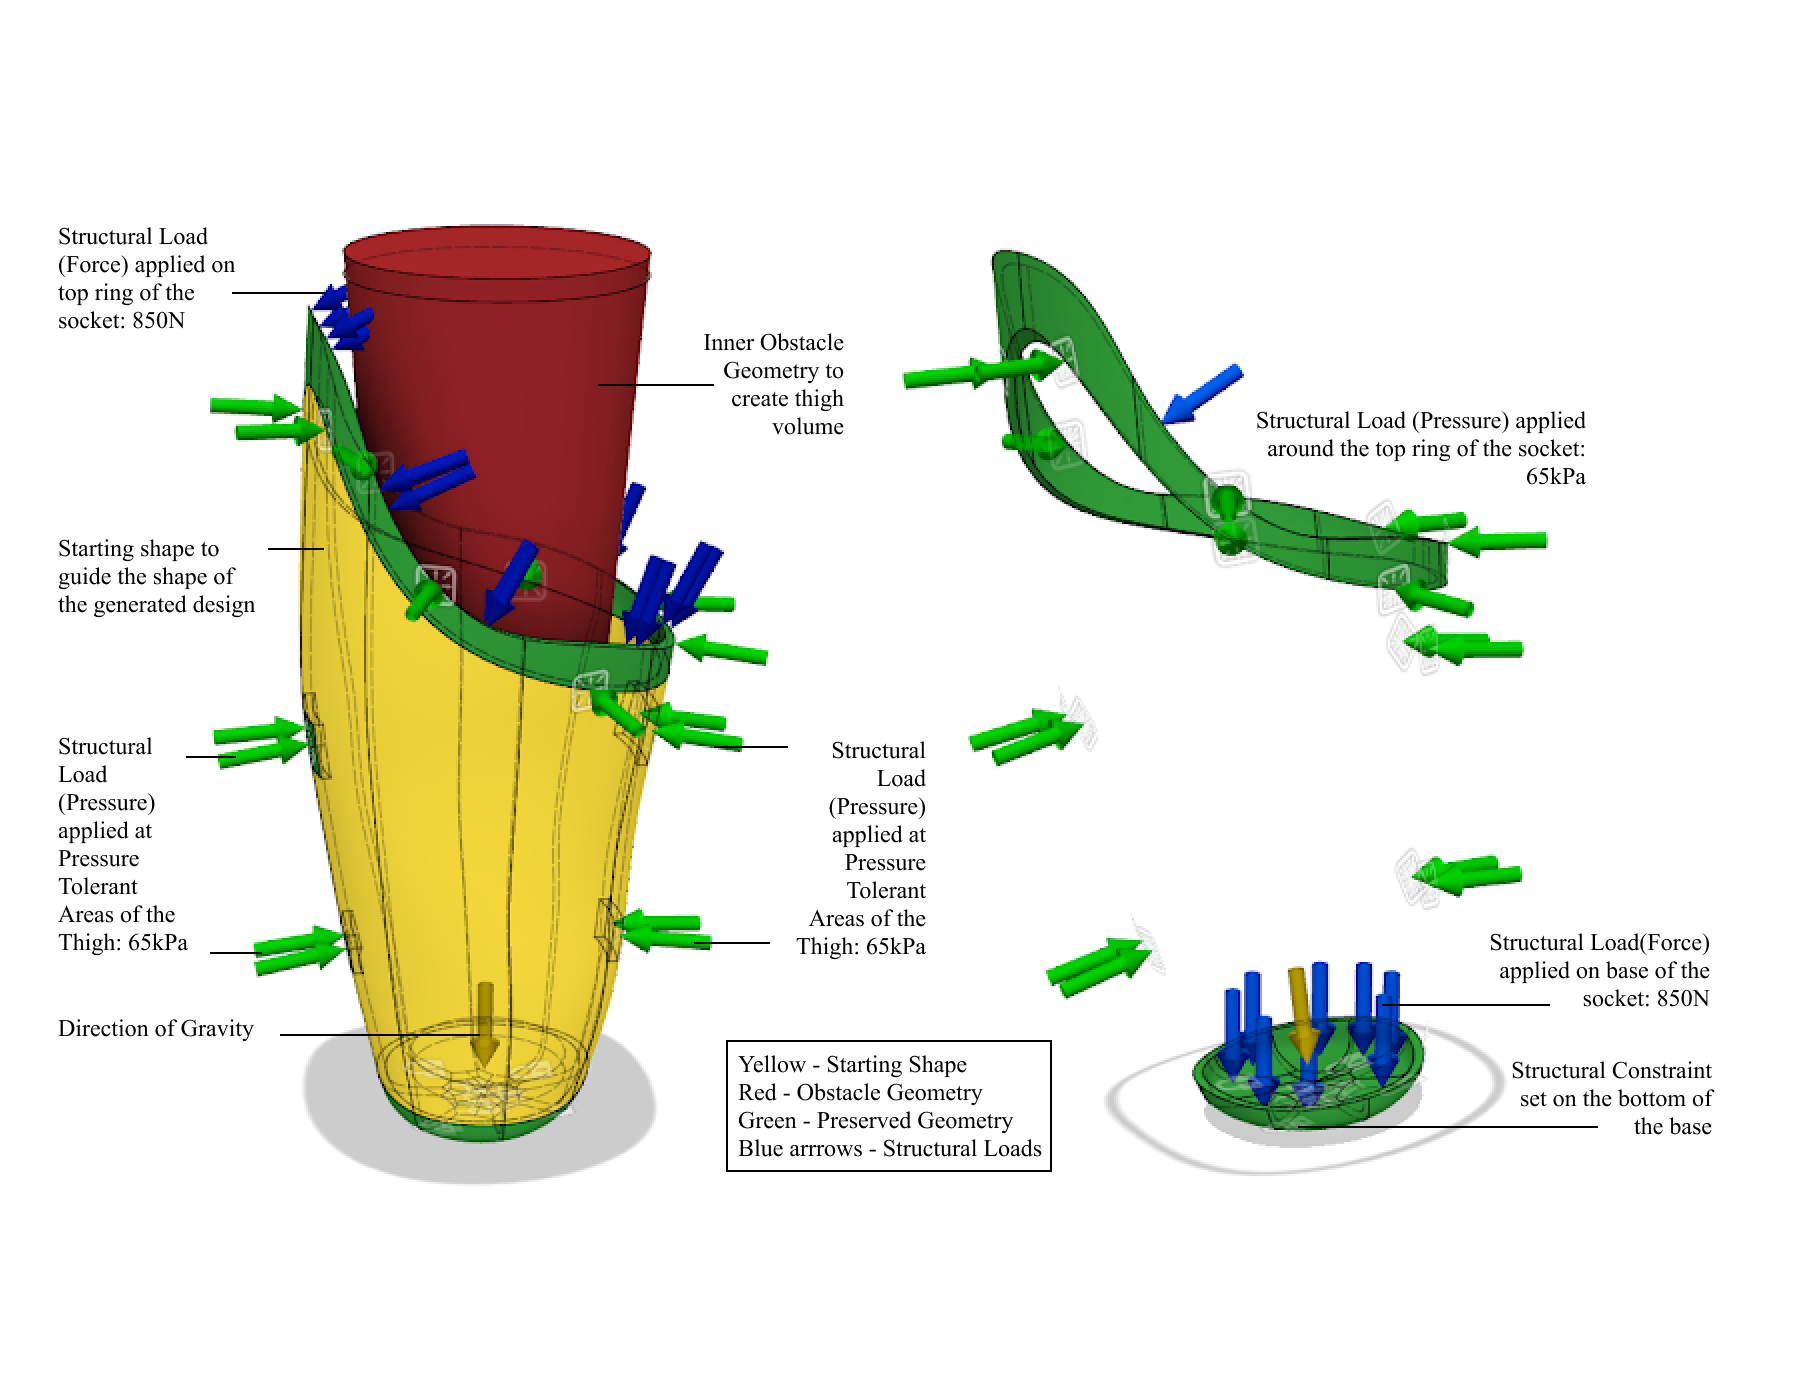 Structural Load
(Force) applied on
top ring of the
socket: 850N
Inner Obstacle
Geometry to
create thigh
volume
Structural Load (Pressure) applied
around the top ring of the socket:
65kPa
Starting shape to
guide the shape of
the generated design
Structural
Load
(Pressure)
applied at
Pressure
Tolerant
Areas of the
Thigh: 65kPa
Structural
Load
(Pressure)
applied at
Pressure
Tolerant
Areas of the
Thigh: 65kPa
Structural Load(Force)
applied on base of the
socket: 850N
Direction of Gravity
Yellow - Starting Shape
Red - Obstacle Geometry
Green - Preserved Geometry
Blue arrrows - Structural Loads
Structural Constraint
set on the bottom of
the base